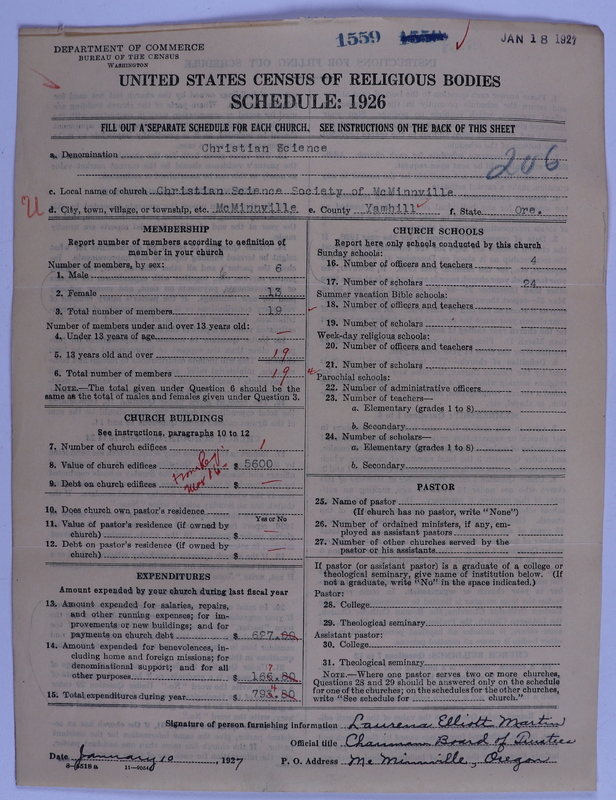 1559
JAN 18 1927
DEPARTMENT OF COMMERCE
BUREAU OF THE CENSUS
WASHINGTON
UNITED STATES CENSUS OF RELIGIOUS BODIES
SCHEDULE: 1926
FILL OUT A SEPARATE SCHEDULE FOR EACH CHURCH. SEE INSTRUCTIONS ON THE BACK OF THIS SHEET
a. Denomination Christian Science
206
c. Local name of church Christian Science Society of McMinnville
d. City, town, village, or township, etc. McMinnville e. County Yamhill f. State Ore.
MEMBERSHIP
Report number of members according to definition of member in your church
Number of members, by sex:
1. Male 6
2. Female 13
3. Total number of members 19
Number of members under and over 13 years old:
4. Under 13 years of age —
5. 13 years old and over 19
6. Total number of members 19
NOTE.—The total given under Question 6 should be the same as the total of males and females given under Question 3.
CHURCH BUILDINGS
See instructions, paragraphs 10 to 12
7. Number of church edifices 1
8. Value of church edifices $ 5600
9. Debt on church edifices $ —
10. Does church own pastor's residence
Yes or No
11. Value of pastor's residence (if owned by church) $ —
12. Debt on pastor's residence (if owned by church) $ —
EXPENDITURES
Amount expended by your church during last fiscal year
13. Amount expended for salaries, repairs, and other running expenses; for improvements or new buildings; and for payments on church debt $ 627.00
14. Amount expended for benevolences, including home and foreign missions; for denominational support; and for all other purposes $ 166.80
15. Total expenditures during year $ 793.80
CHURCH SCHOOLS
Report here only schools conducted by this church
Sunday schools:
16. Number of officers and teachers 4
17. Number of scholars 24
Summer vacation Bible schools:
18. Number of officers and teachers
19. Number of scholars
Week-day religious schools:
20. Number of officers and teachers
21. Number of scholars
Parochial schools:
22. Number of administrative officers
23. Number of teachers—
a. Elementary (grades 1 to 8)
b. Secondary
24. Number of scholars—
a. Elementary (grades 1 to 8)
b. Secondary
PASTOR
25. Name of pastor
(If church has no pastor, write "None")
26. Number of ordained ministers, if any, employed as assistant pastors
27. Number of other churches served by the pastor or his assistants
If pastor (or assistant pastor) is a graduate of a college or theological seminary, give name of institution below. (If not a graduate, write "No" in the space indicated.)
Pastor:
28. College
29. Theological seminary
Assistant pastor:
30. College
31. Theological seminary
NOTE.—Where one pastor serves two or more churches, Questions 28 and 29 should be answered only on the schedule for one of the churches; on the schedules for the other churches, write "See schedule for church."
Signature of person furnishing information Laurena Elliott Martin
Official title Chairman Board of Trustees
Date January 10, 1927 P. O. Address McMinnville, Oregon